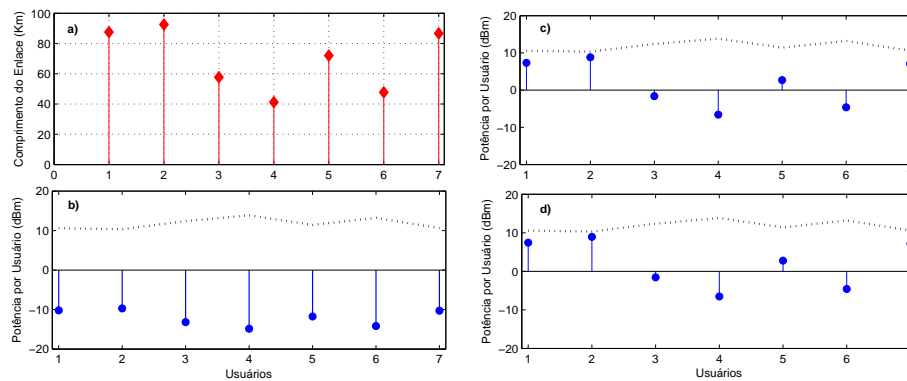 a)
Comprimento do Enlace (Km)
100
80
60
40
20
0
0 1 2 3 4 5 6 7
b)
Potência por Usuário (dBm)
20
10
0
−10
−20
1 2 3 4 5 6 7
Usuários
c)
Potência por Usuário (dBm)
20
10
0
−10
−20
1 2 3 4 5 6
d)
Potência por Usuário (dBm)
20
10
0
−10
−20
1 2 3 4 5 6
Usuários